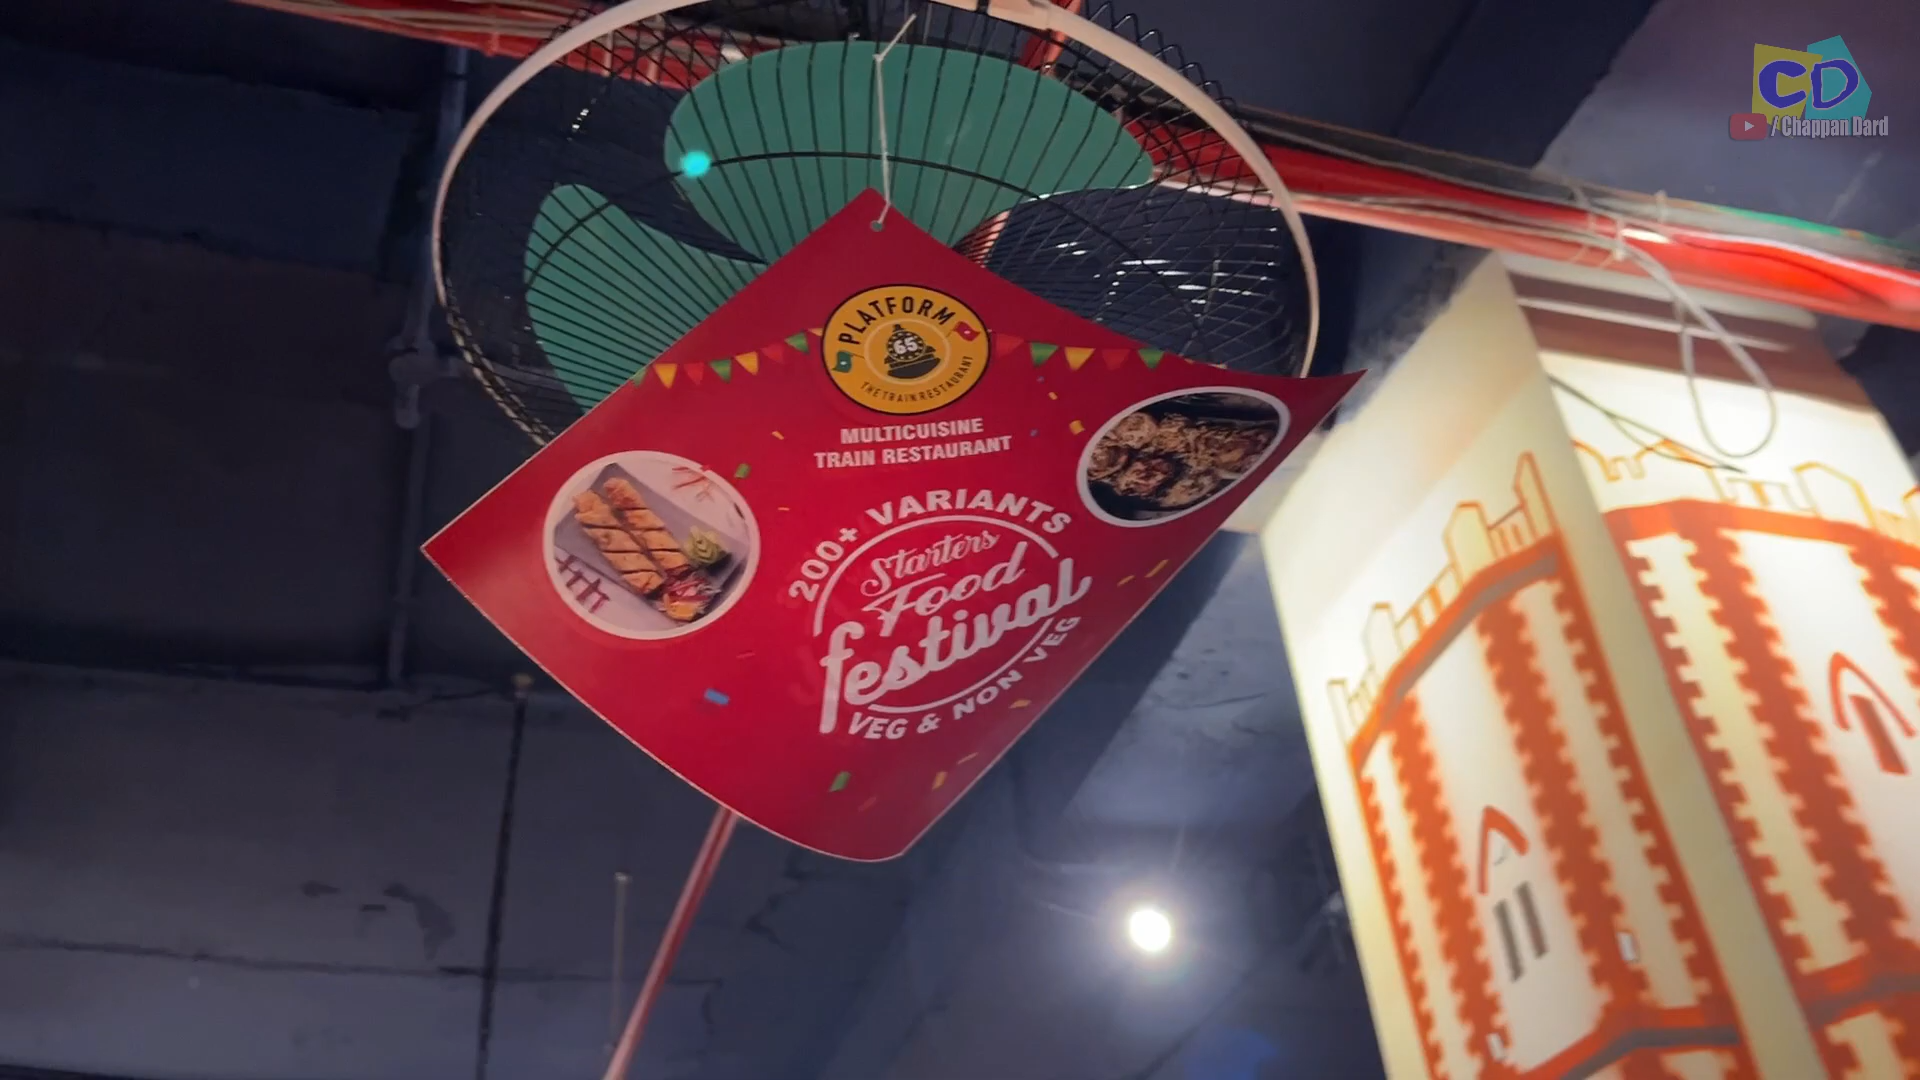 CD
/Chappan Dard
PLATFORM
65
THE TRAIN RESTAURANT
MULTICUISINE
TRAIN RESTAURANT
200+ VARIANTS
Starters
Food
festival
VEG & NON VEG